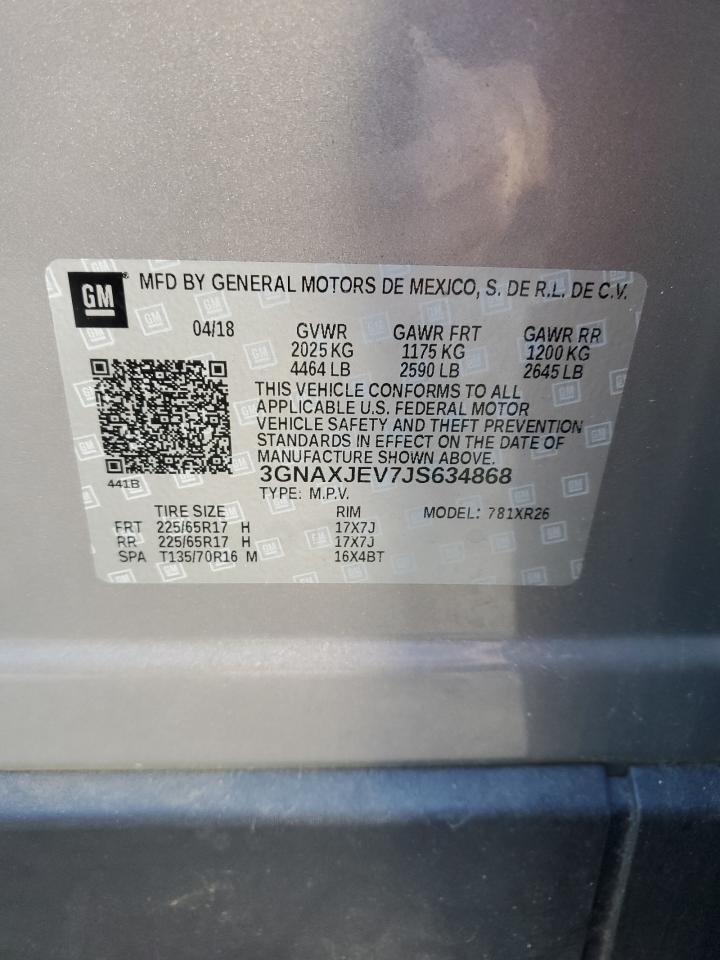 GM® MFD BY GENERAL MOTORS DE MEXICO, S. DE R.L. DE C.V.
04/18 GVWR GAWR FRT GAWR RR
2025 KG 1175 KG 1200 KG
4464 LB 2590 LB 2645 LB
THIS VEHICLE CONFORMS TO ALL
APPLICABLE U.S. FEDERAL MOTOR
VEHICLE SAFETY AND THEFT PREVENTION
STANDARDS IN EFFECT ON THE DATE OF
MANUFACTURE SHOWN ABOVE.
441B 3GNAXJEV7JS634868
TYPE: M.P.V.
TIRE SIZE RIM MODEL: 781XR26
FRT 225/65R17 H 17X7J
RR 225/65R17 H 17X7J
SPA T135/70R16 M 16X4BT